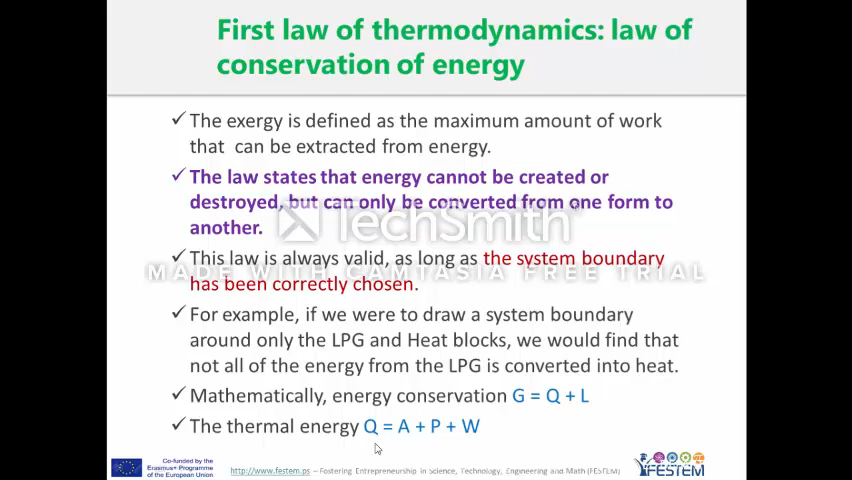 First law of thermodynamics: law of
conservation of energy
✓ The exergy is defined as the maximum amount of work
that can be extracted from energy.
✓ The law states that energy cannot be created or
destroyed, but can only be converted from one form to
another.
TechSmith®
✓ This law is always valid, as long as the system boundary
MADE WITH CAMTASIA FREE TRIAL
has been correctly chosen.
✓ For example, if we were to draw a system boundary
around only the LPG and Heat blocks, we would find that
not all of the energy from the LPG is converted into heat.
✓ Mathematically, energy conservation G = Q + L
✓ The thermal energy Q = A + P + W
Co-funded by the
Erasmus+ Programme
of the European Union
http://www.festem.ps – Fostering Entrepreneurship in Science, Technology, Engineering and Math (FESTEM)
FESTEM